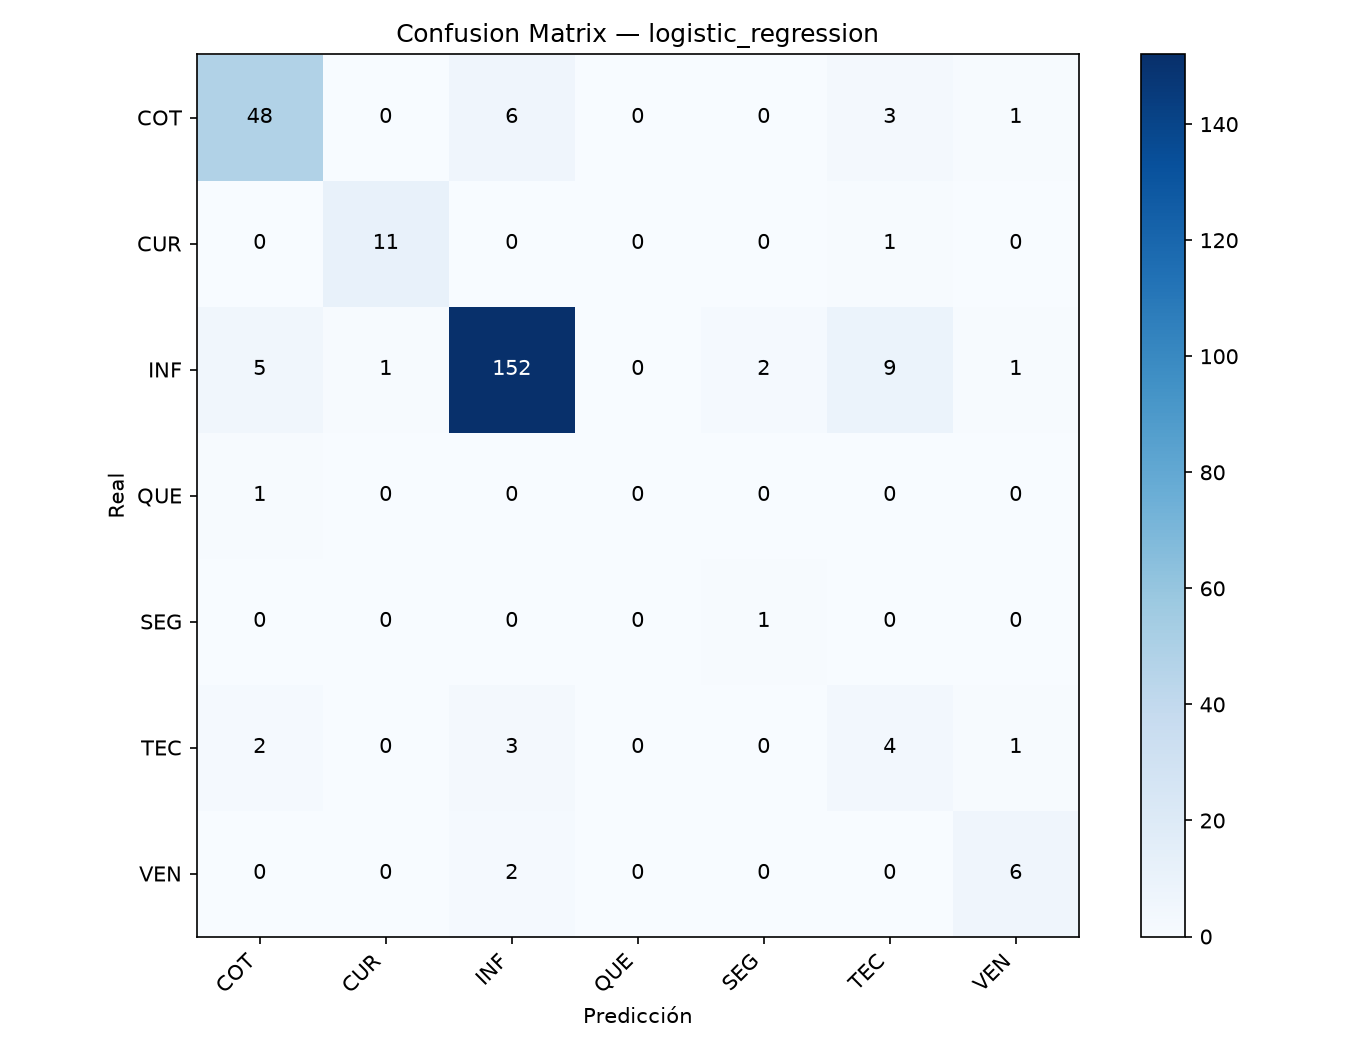 Confusion Matrix — logistic_regression
COT 48 0 6 0 0 3 1
CUR 0 11 0 0 0 1 0
INF 5 1 152 0 2 9 1
QUE 1 0 0 0 0 0 0
SEG 0 0 0 0 1 0 0
TEC 2 0 3 0 0 4 1
VEN 0 0 2 0 0 0 6
Real
COT CUR INF QUE SEG TEC VEN
Predicción
140
120
100
80
60
40
20
0